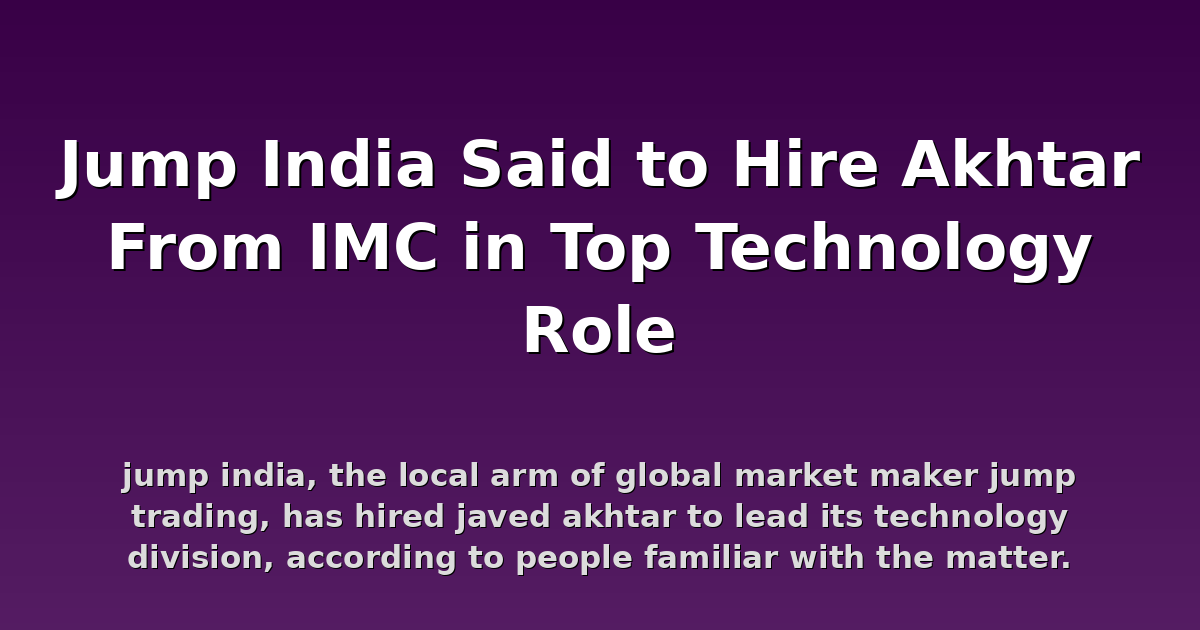 Jump India Said to Hire Akhtar
From IMC in Top Technology
Role
jump india, the local arm of global market maker jump
trading, has hired javed akhtar to lead its technology
division, according to people familiar with the matter.